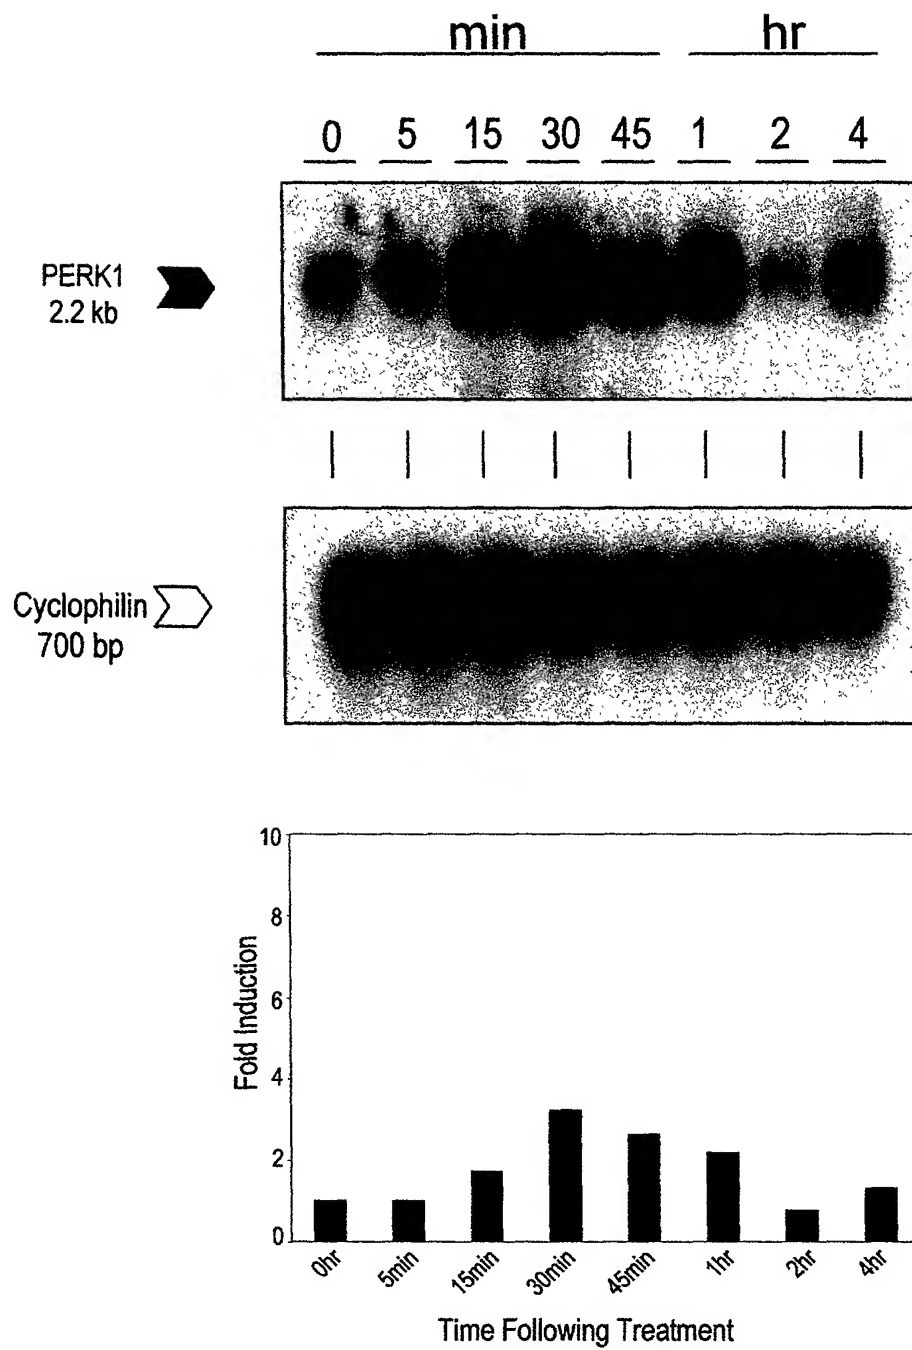 min hr
0 5 15 30 45 1 2 4
PERK1
2.2 kb
Cyclophilin
700 bp
10
8
6
4
2
0
Fold Induction
0hr 5min 15min 30min 45min 1hr 2hr 4hr
Time Following Treatment